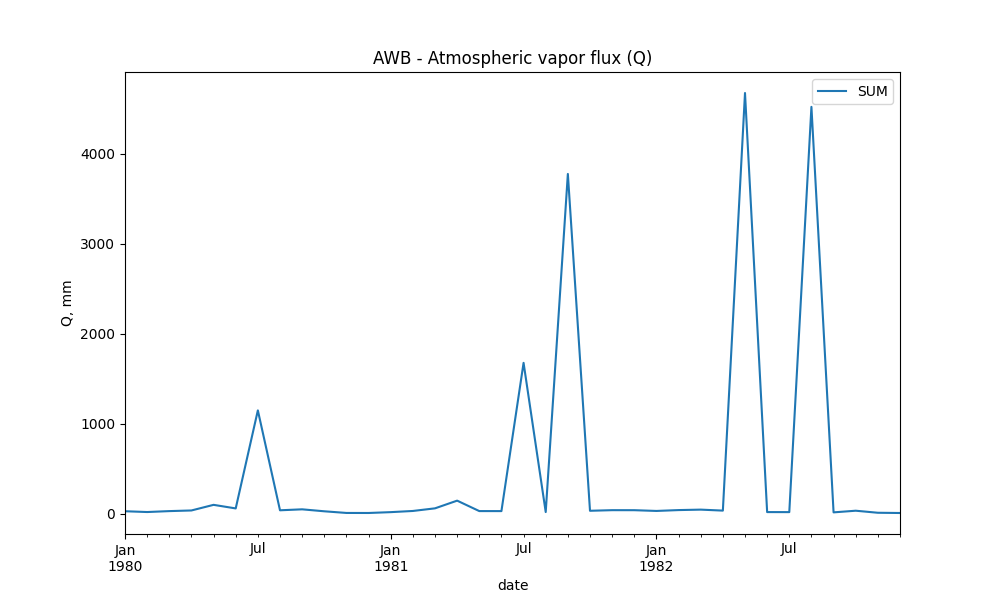 AWB - Atmospheric vapor flux (Q)
SUM
4000
3000
2000
1000
0
Q, mm
Jan
1980
Jul
Jan
1981
Jul
Jan
1982
Jul
date